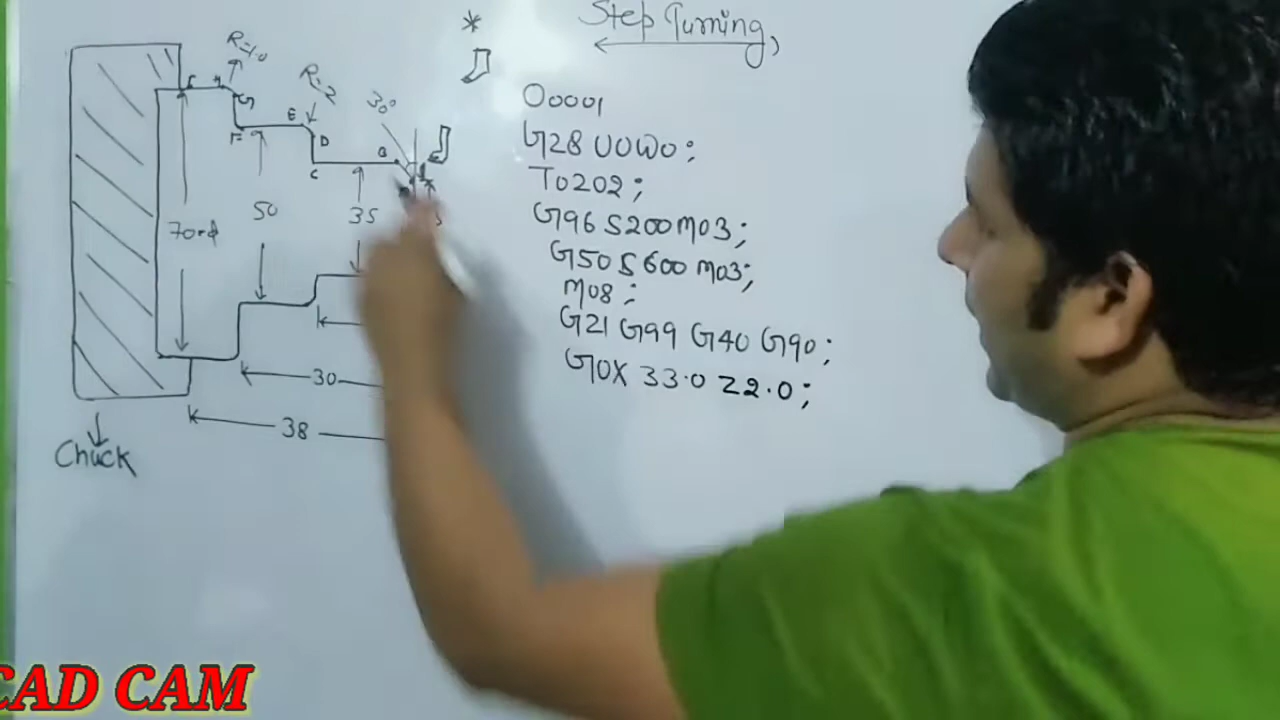 Step Turning,
*
O0001
G28 U0W0;
T0202;
G96 S200 M03;
G50 S600 M03;
M08;
G21 G99 G40 G90;
G0X 33.0 Z2.0;
R-1.0
R-2
30°
H
G
E
D
F
C
B
70
50
35
30
38
Chuck
CAD CAM